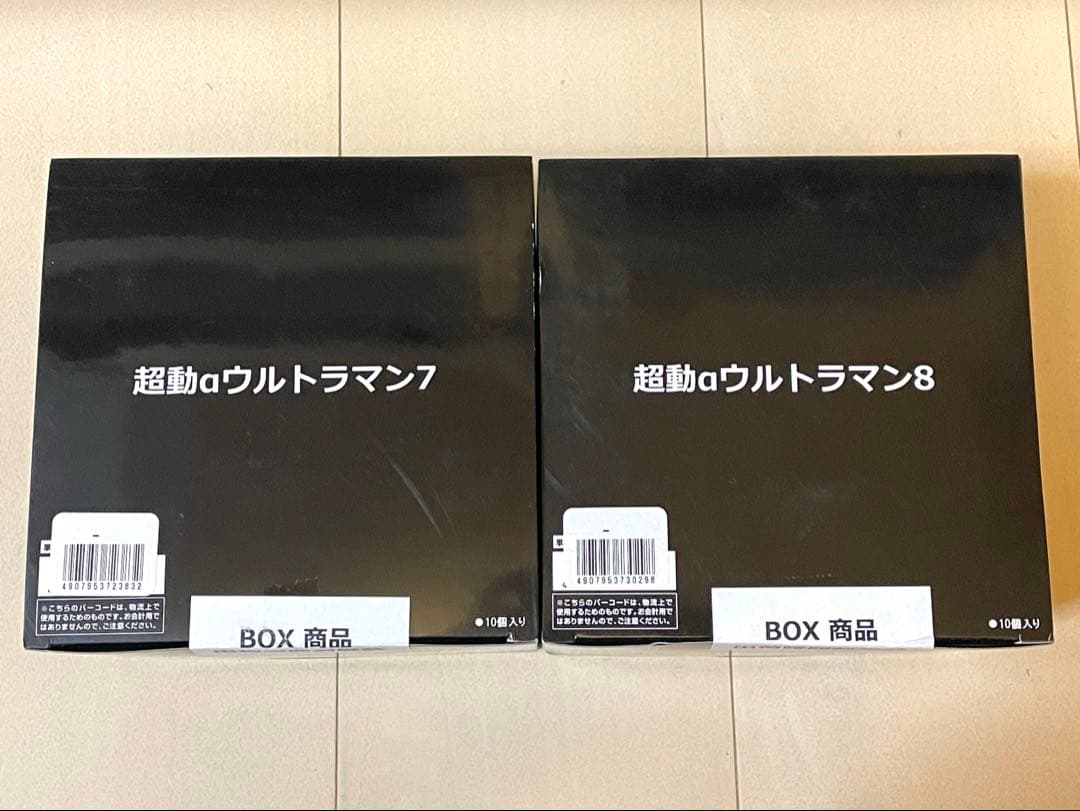 超動αウルトラマン7
4907953723832
※こちらのバーコードは、物流上で
使用するためのものです。お会計用で
はありませんので、ご注意ください。
BOX 商品
●10個入り
超動αウルトラマン8
4907953730298
※こちらのバーコードは、物流上で
使用するためのものです。お会計用で
はありませんので、ご注意ください。
BOX 商品
●10個入り